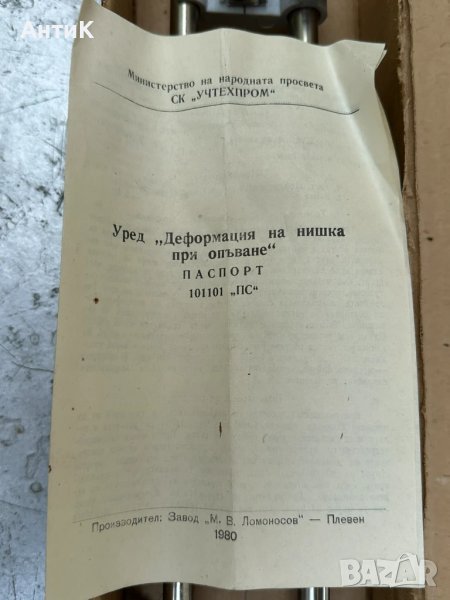 АнтиК
Министерство на народната просвета
СК „УЧТЕХПРОМ"
Уред „Деформация на нишка
при опъване"
ПАСПОРТ
101101 „ПС"
Производител: Завод „М. В. Ломоносов" — Плевен
1980
BAZAR